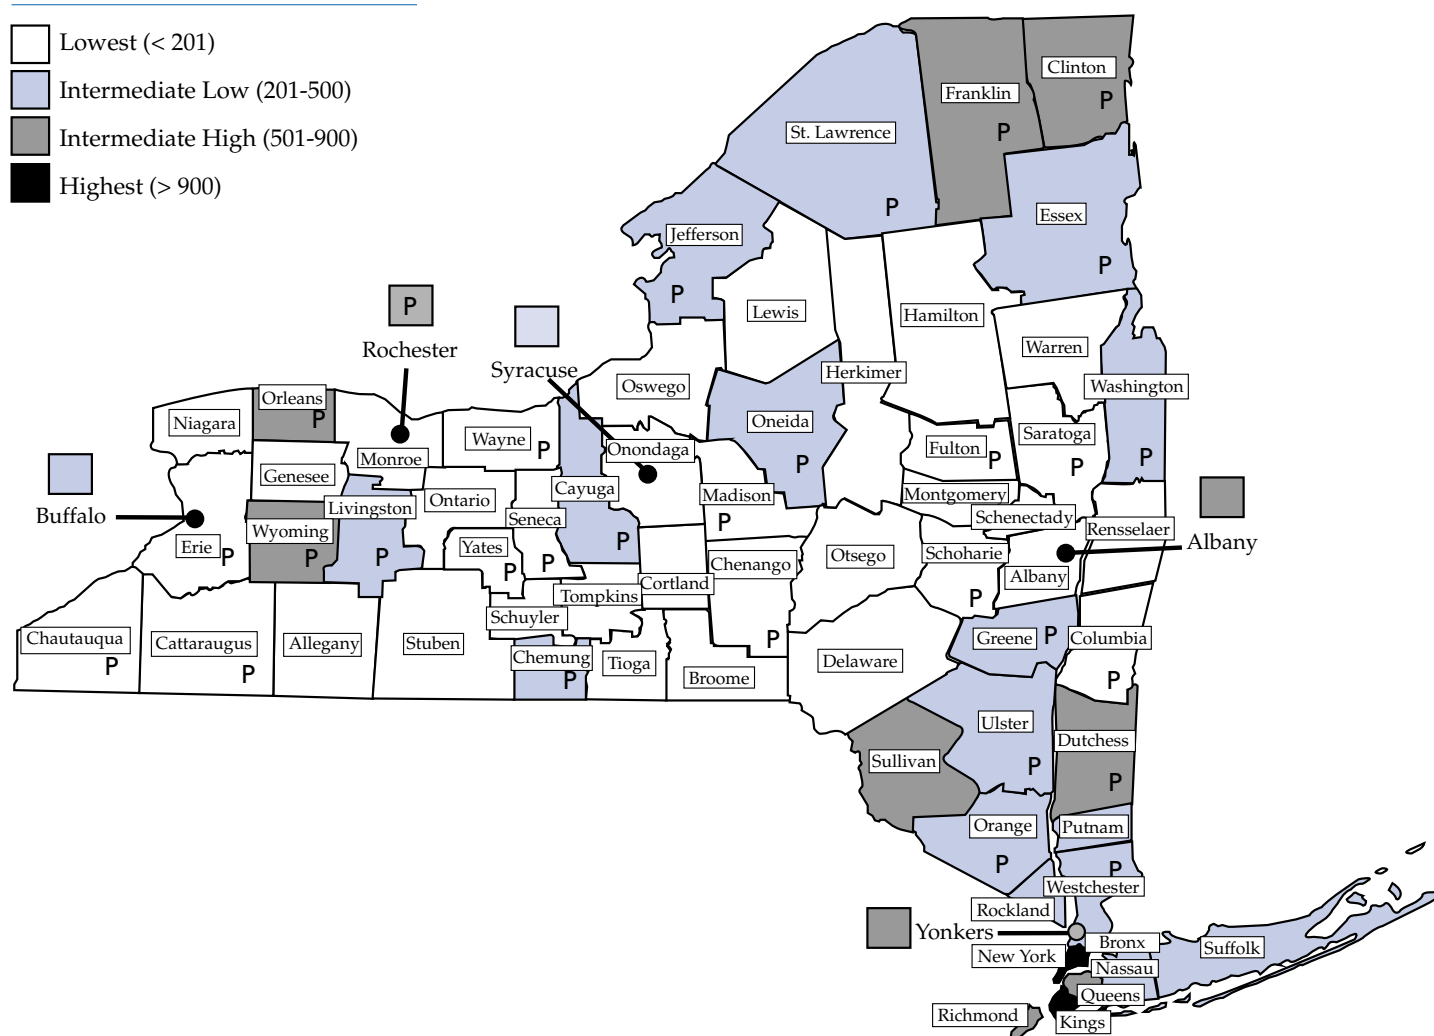 Lowest (< 201)
Intermediate Low (201-500)
Intermediate High (501-900)
Highest (> 900)
Clinton
P
Franklin
P
St. Lawrence
P
Essex
P
Jefferson
P
Lewis
Hamilton
Warren
Herkimer
Washington
P
P
Rochester
Syracuse
Oswego
Oneida
P
Orleans
P
Niagara
Wayne
P
Onondaga
Fulton
P
Saratoga
P
Monroe
Genesee
Buffalo
Ontario
Cayuga
P
Madison
P
Montgomery
Livingston
P
Seneca
P
Schenectady
Rensselaer
Wyoming
P
Erie
P
Yates
P
Otsego
Schoharie
P
Albany
Albany
Chenango
P
Cortland
Tompkins
Schuyler
Chautauqua
P
Cattaraugus
P
Allegany
Stuben
Chemung
P
Tioga
Broome
Delaware
Greene
P
Columbia
P
Ulster
P
Dutchess
P
Sullivan
Orange
P
Putnam
P
Westchester
Rockland
Yonkers
Bronx
Suffolk
New York
Nassau
Queens
Richmond
Kings